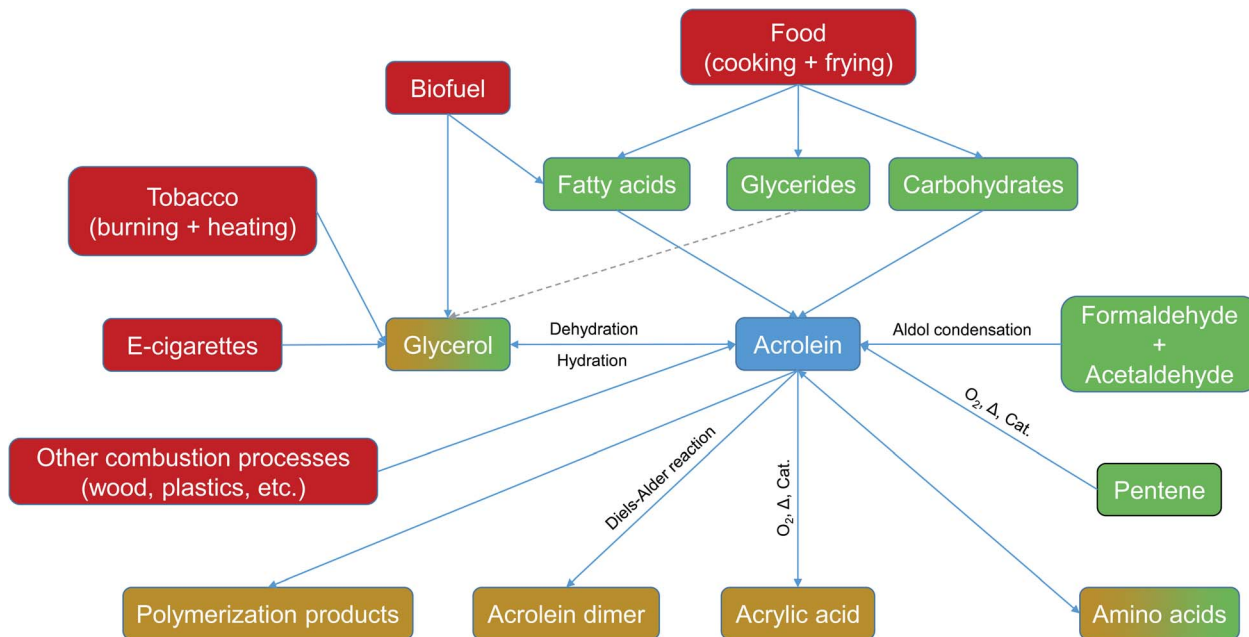 Food
(cooking + frying)
Biofuel
Fatty acids
Glycerides
Carbohydrates
Tobacco
(burning + heating)
E-cigarettes
Glycerol
Dehydration
Hydration
Acrolein
Aldol condensation
Formaldehyde
+
Acetaldehyde
O₂, Δ, Cat.
Other combustion processes
(wood, plastics, etc.)
Diels-Alder reaction
O₂, Δ, Cat.
Pentene
Polymerization products
Acrolein dimer
Acrylic acid
Amino acids